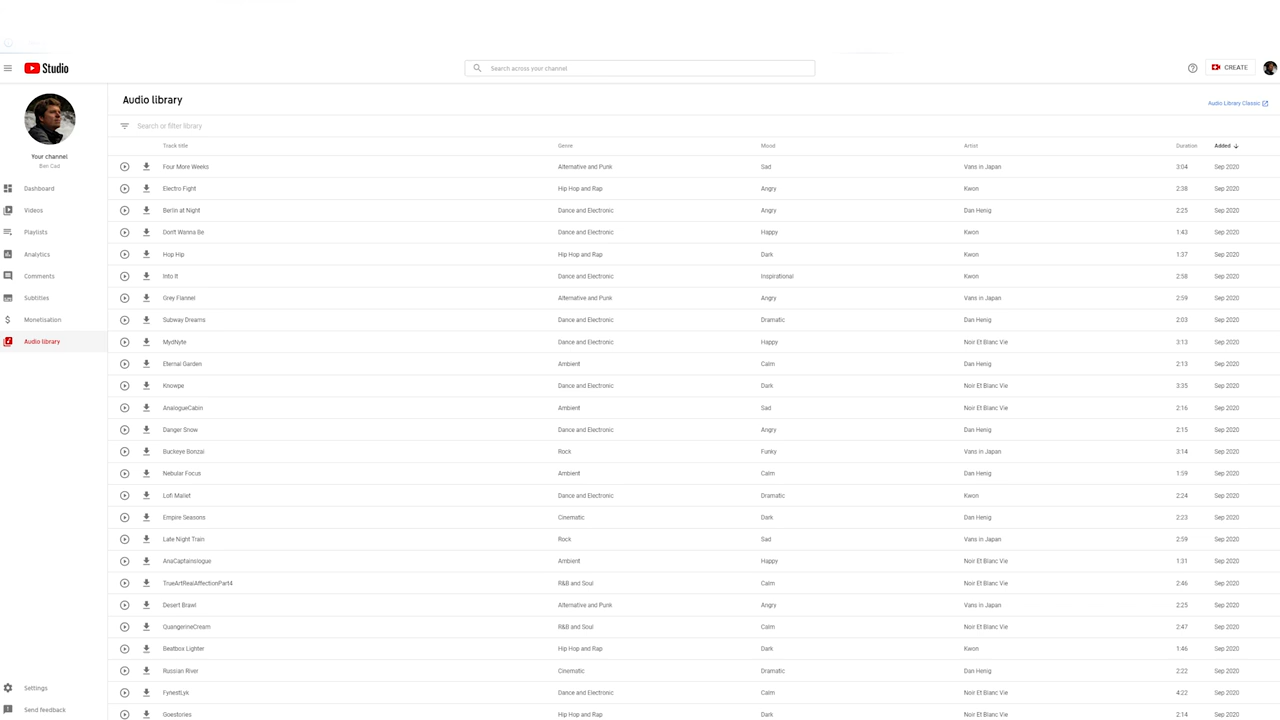 Studio
Search across your channel
CREATE
Your channel
Ben Cad
Dashboard
Videos
Playlists
Analytics
Comments
Subtitles
Monetisation
Audio library
Settings
Send feedback
Audio library
Audio Library Classic
Search or filter library
Track title Genre Mood Artist Duration Added
Four More Weeks Alternative and Punk Sad Vans in Japan 3:04 Sep 2020
Electro Fight Hip Hop and Rap Angry Kwon 2:38 Sep 2020
Berlin at Night Dance and Electronic Angry Dan Henig 2:25 Sep 2020
Don't Wanna Be Dance and Electronic Happy Kwon 1:43 Sep 2020
Hop Hip Hip Hop and Rap Dark Kwon 1:37 Sep 2020
Into It Dance and Electronic Inspirational Kwon 2:58 Sep 2020
Grey Flannel Alternative and Punk Angry Vans in Japan 2:59 Sep 2020
Subway Dreams Dance and Electronic Dramatic Dan Henig 2:03 Sep 2020
MydNyte Dance and Electronic Happy Noir Et Blanc Vie 3:13 Sep 2020
Eternal Garden Ambient Calm Dan Henig 2:13 Sep 2020
Knowpe Dance and Electronic Dark Noir Et Blanc Vie 3:35 Sep 2020
AnalogueCabin Ambient Sad Noir Et Blanc Vie 2:16 Sep 2020
Danger Snow Dance and Electronic Angry Dan Henig 2:15 Sep 2020
Buckeye Bonzai Rock Funky Vans in Japan 3:14 Sep 2020
Nebular Focus Ambient Calm Dan Henig 1:59 Sep 2020
Lofi Mallet Dance and Electronic Dramatic Kwon 2:24 Sep 2020
Empire Seasons Cinematic Dark Dan Henig 2:23 Sep 2020
Late Night Train Rock Sad Vans in Japan 2:59 Sep 2020
AnaCaptainslogue Ambient Happy Noir Et Blanc Vie 1:31 Sep 2020
TrueArtRealAffectionPart4 R&B and Soul Calm Noir Et Blanc Vie 2:46 Sep 2020
Desert Brawl Alternative and Punk Angry Vans in Japan 2:25 Sep 2020
QuangerineCream R&B and Soul Calm Noir Et Blanc Vie 2:47 Sep 2020
Beatbox Lighter Hip Hop and Rap Dark Kwon 1:46 Sep 2020
Russian River Cinematic Dramatic Dan Henig 2:22 Sep 2020
FynestLyk Dance and Electronic Calm Noir Et Blanc Vie 4:22 Sep 2020
Goestories Hip Hop and Rap Dark Noir Et Blanc Vie 2:14 Sep 2020